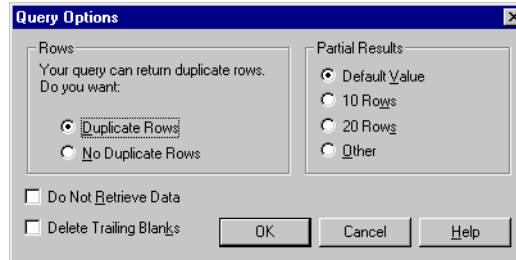 Query Options
Rows
Your query can return duplicate rows.
Do you want:
Duplicate Rows
No Duplicate Rows
Partial Results
Default Value
10 Rows
20 Rows
Other
Do Not Retrieve Data
Delete Trailing Blanks
OK
Cancel
Help